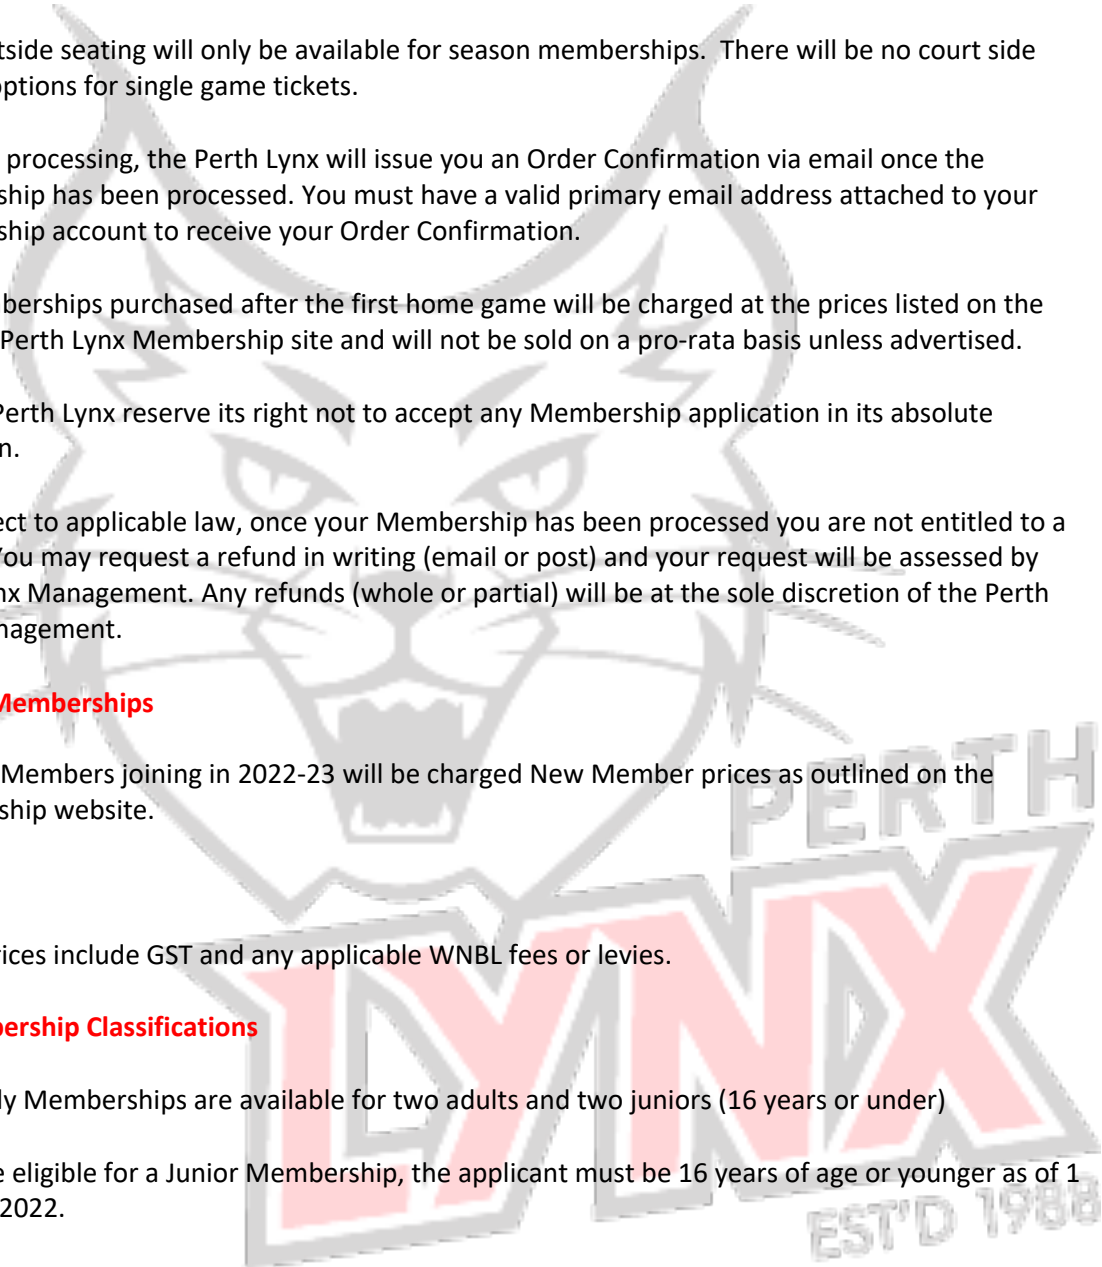 tside seating will only be available for season memberships.  There will be no court side
options for single game tickets.
processing, the Perth Lynx will issue you an Order Confirmation via email once the
ship has been processed. You must have a valid primary email address attached to your
ship account to receive your Order Confirmation.
berships purchased after the first home game will be charged at the prices listed on the
Perth Lynx Membership site and will not be sold on a pro-rata basis unless advertised.
Perth Lynx reserve its right not to accept any Membership application in its absolute
n.
ect to applicable law, once your Membership has been processed you are not entitled to a
You may request a refund in writing (email or post) and your request will be assessed by
nx Management. Any refunds (whole or partial) will be at the sole discretion of the Perth
nagement.
Memberships
Members joining in 2022-23 will be charged New Member prices as outlined on the
ship website.
PERTH
LYNX
rices include GST and any applicable WNBL fees or levies.
bership Classifications
ly Memberships are available for two adults and two juniors (16 years or under)
e eligible for a Junior Membership, the applicant must be 16 years of age or younger as of 1
2022.
EST'D 1988